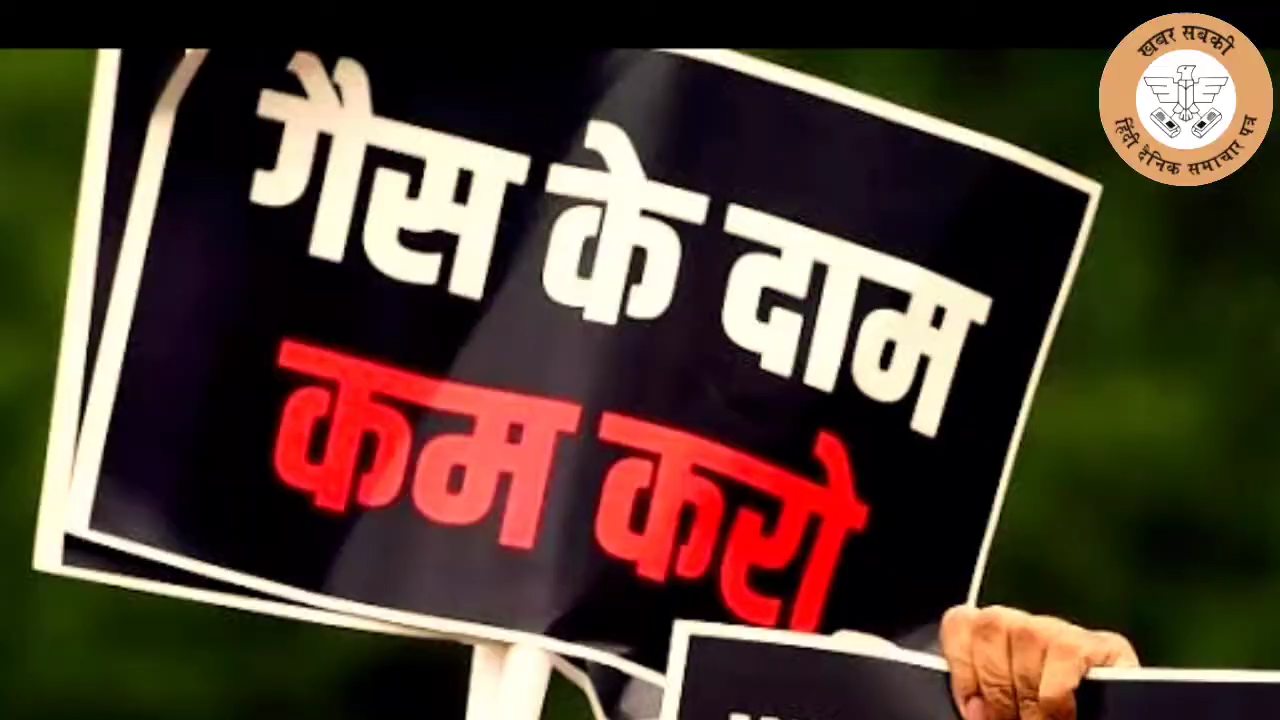 खबर सबकी
हिंदी दैनिक समाचार पत्र
गैस के दाम
कम करो